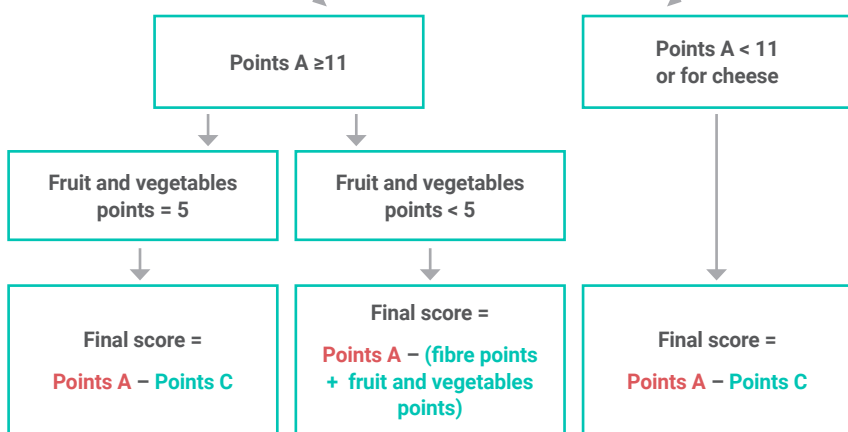 Points A ≥11
Points A < 11
or for cheese
Fruit and vegetables
points = 5
Fruit and vegetables
points < 5
Final score =
Points A – Points C
Final score =
Points A – (fibre points
+ fruit and vegetables
points)
Final score =
Points A – Points C